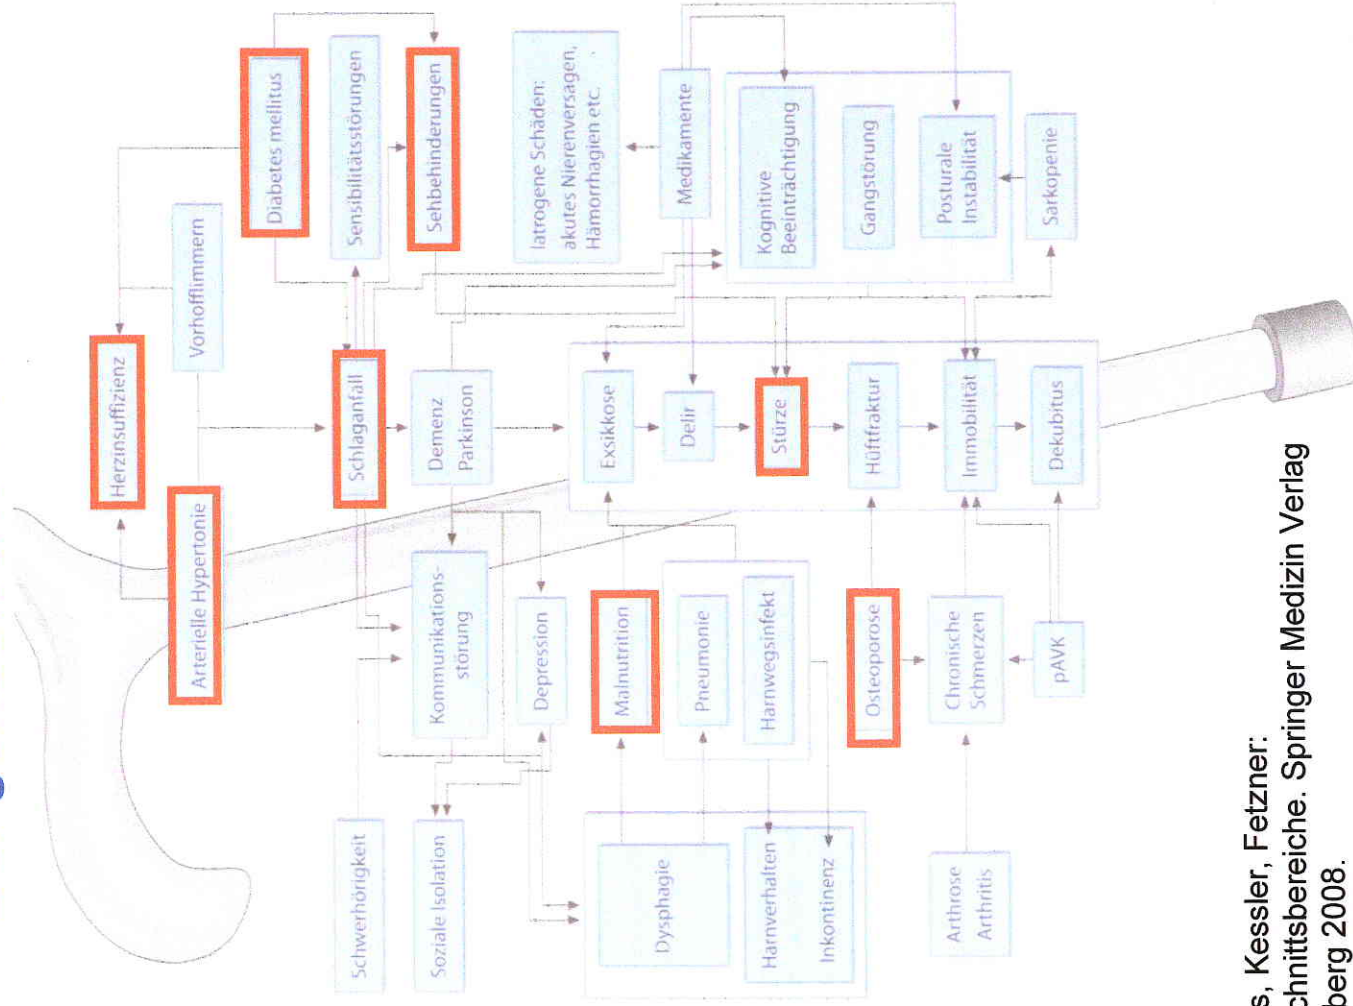 Herzinsuffizienz
Arterielle Hypertonie
Vorhofflimmern
Diabetes mellitus
Schwerhörigkeit
Schlaganfall
Sensibilitätsstörungen
Soziale Isolation
Kommunikations-
störung
Demenz
Parkinson
Sehbehinderungen
Depression
Iatrogene Schäden:
akutes Nierenversagen,
Hämorrhagien etc.
Dysphagie
Malnutrition
Exsikkose
Medikamente
Pneumonie
Delir
Kognitive
Beeinträchtigung
Harnverhalten
Inkontinenz
Harnwegsinfekt
Stürze
Gangstörung
Osteoporose
Hüftfraktur
Posturale
Instabilität
Arthrose
Arthritis
Chronische
Schmerzen
Immobilität
Sarkopene
pAVK
Dekubitus
s, Kessler, Fetzner:
chnittsbereiche. Springer Medizin Verlag
berg 2008.